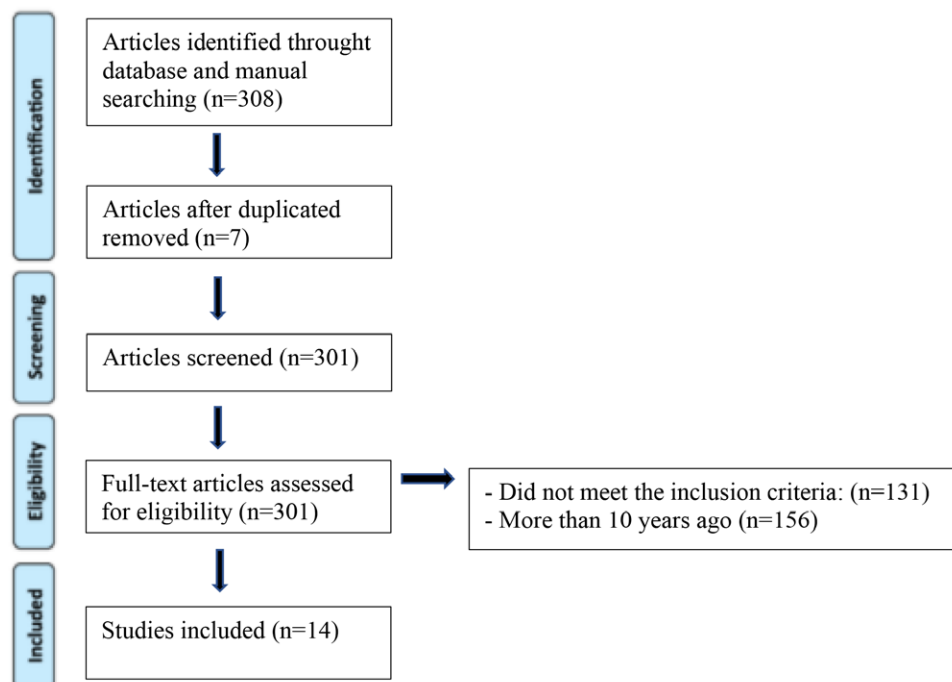 Identification
Articles identified throught
database and manual
searching (n=308)
Articles after duplicated
removed (n=7)
Screening
Articles screened (n=301)
Eligibility
Full-text articles assessed
for eligibility (n=301)
- Did not meet the inclusion criteria: (n=131)
- More than 10 years ago (n=156)
Included
Studies included (n=14)